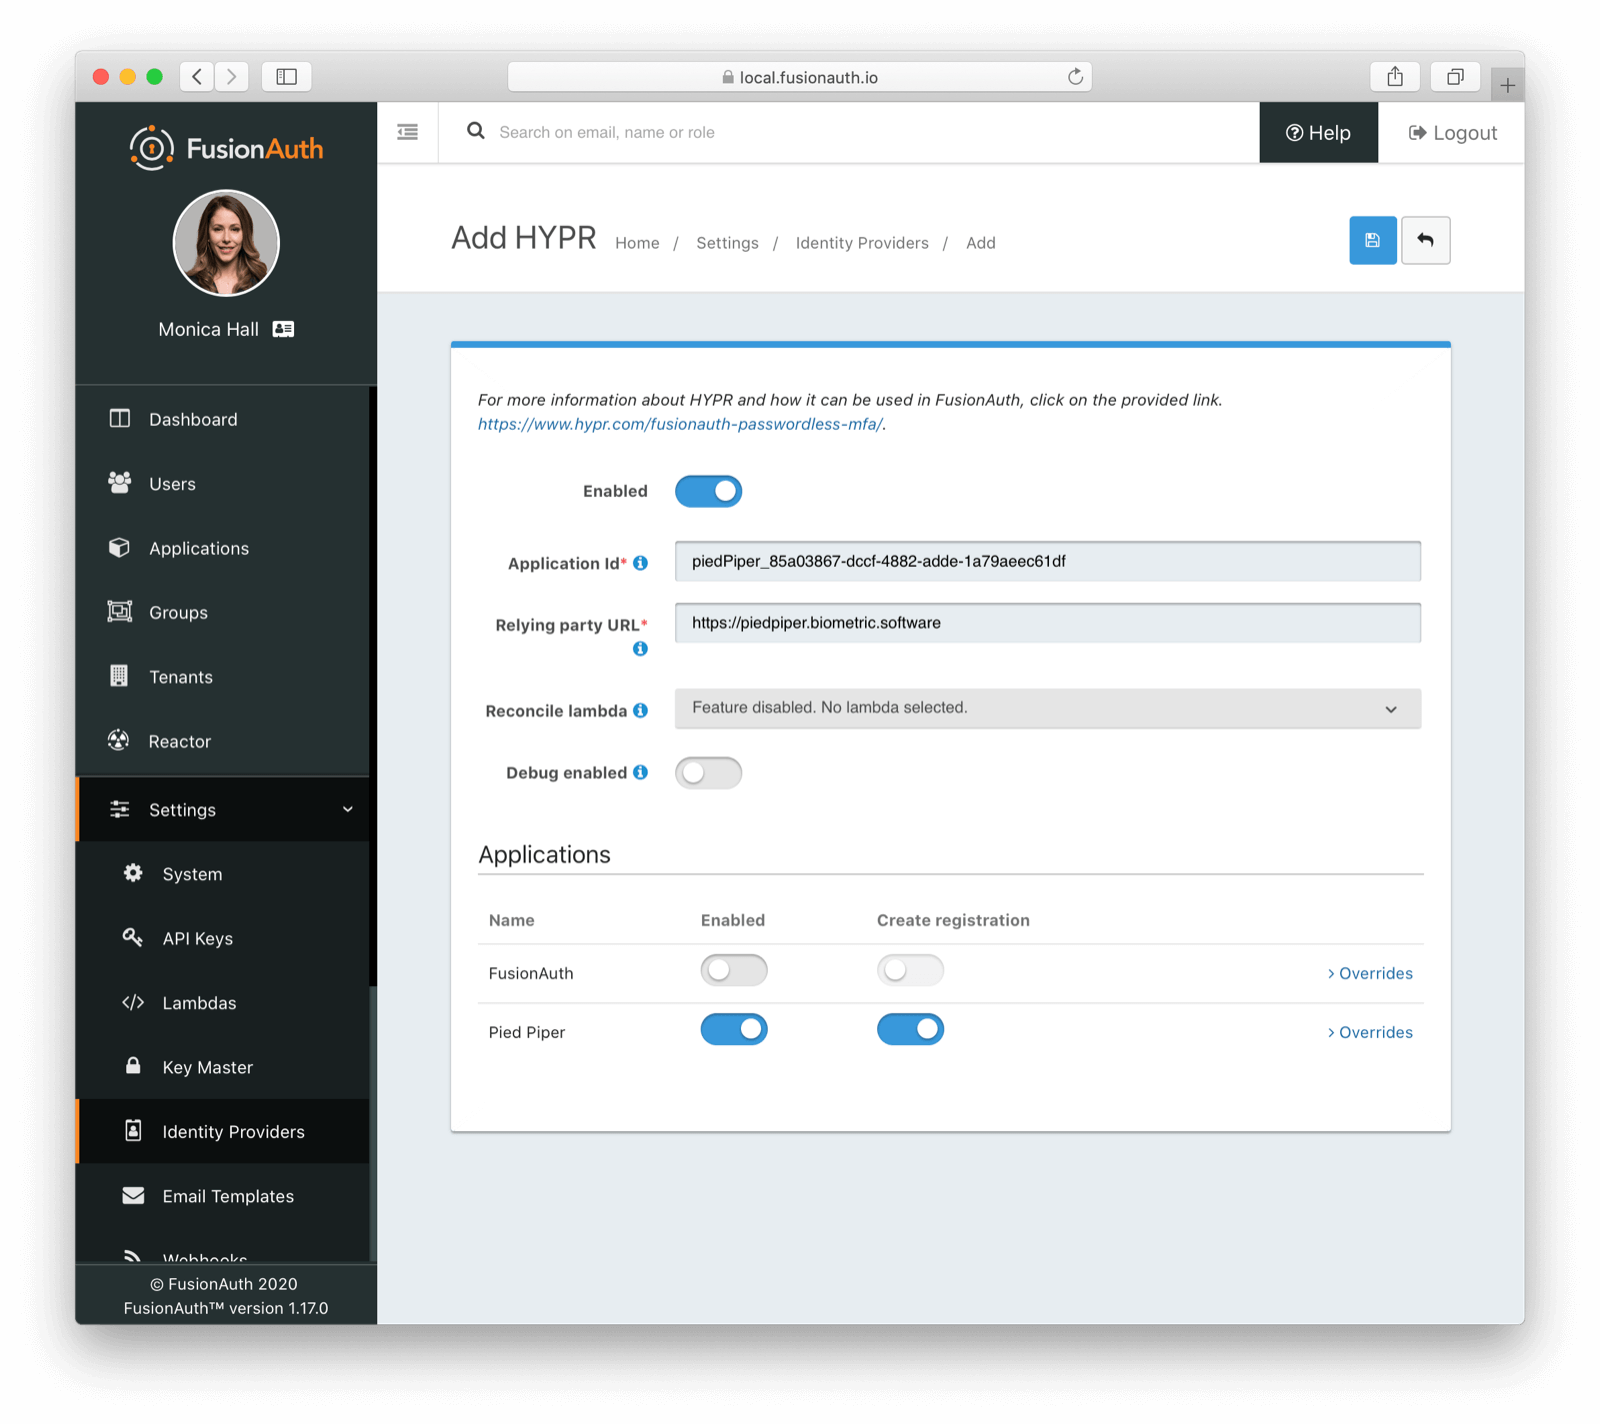 local.fusionauth.io
FusionAuth
Search on email, name or role
Help
Logout
Monica Hall
Add HYPR
Home / Settings / Identity Providers / Add
Dashboard
Users
Applications
Groups
Tenants
Reactor
Settings
System
API Keys
Lambdas
Key Master
Identity Providers
Email Templates
Webhooks
© FusionAuth 2020
FusionAuth™ version 1.17.0
For more information about HYPR and how it can be used in FusionAuth, click on the provided link.
https://www.hypr.com/fusionauth-passwordless-mfa/.
Enabled
Application Id* piedPiper_85a03867-dccf-4882-adde-1a79aeec61df
Relying party URL* https://piedpiper.biometric.software
Reconcile lambda Feature disabled. No lambda selected.
Debug enabled
Applications
Name Enabled Create registration
FusionAuth Overrides
Pied Piper Overrides